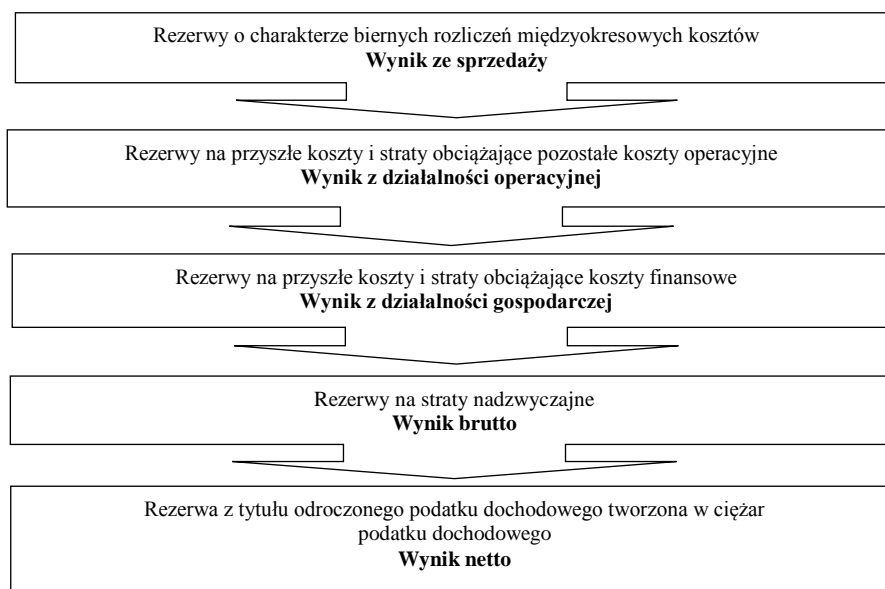 Rezerwy o charakterze biernych rozliczeń międzyokresowych kosztów
Wynik ze sprzedaży
Rezerwy na przyszłe koszty i straty obciążające pozostałe koszty operacyjne
Wynik z działalności operacyjnej
Rezerwy na przyszłe koszty i straty obciążające koszty finansowe
Wynik z działalności gospodarczej
Rezerwy na straty nadzwyczajne
Wynik brutto
Rezerwa z tytułu odroczonego podatku dochodowego tworzona w ciężar
podatku dochodowego
Wynik netto